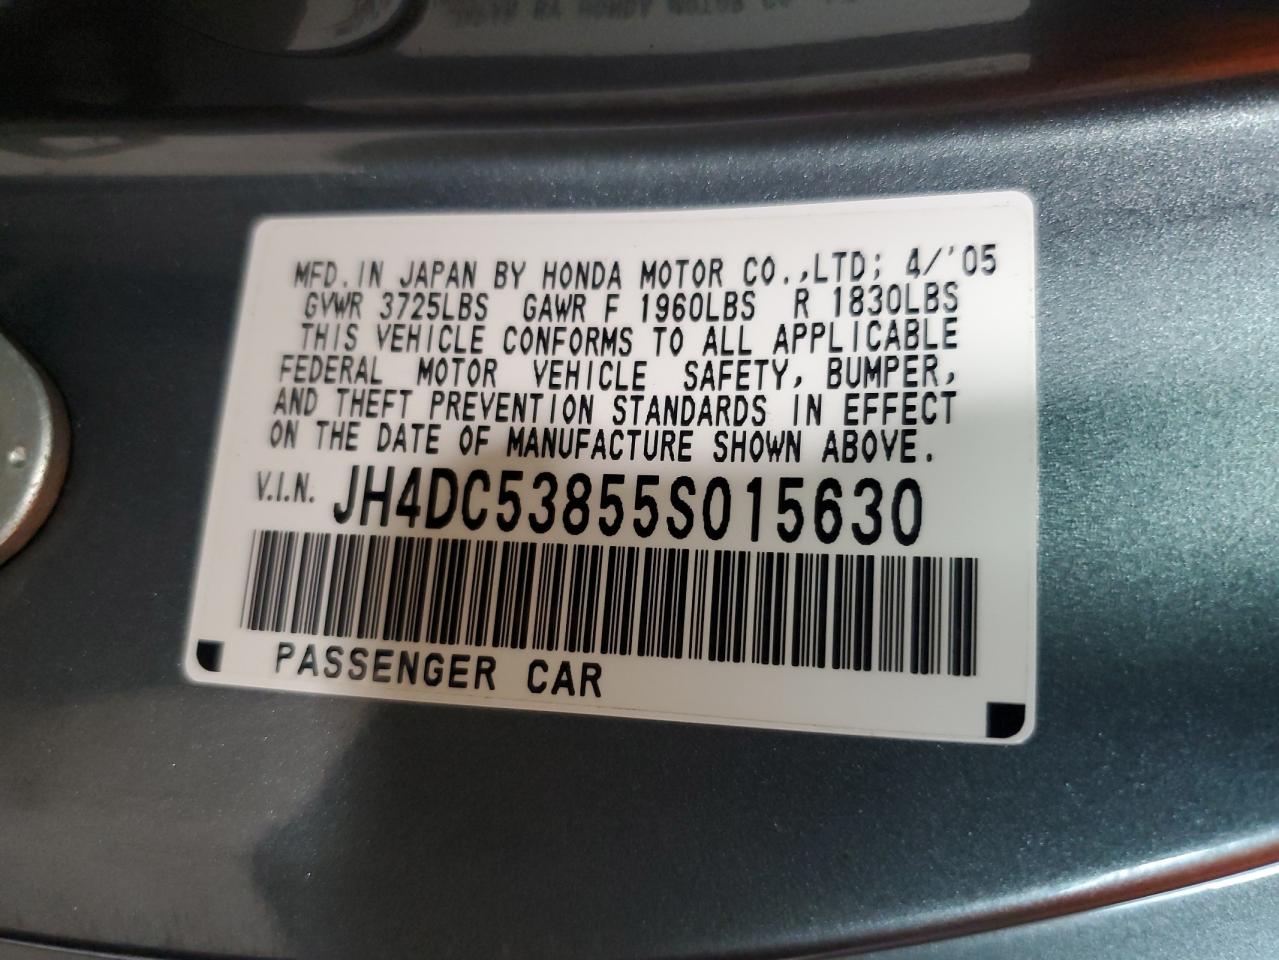 MFD. IN JAPAN BY HONDA MOTOR CO.,LTD; 4/'05
GVWR 3725LBS GAWR F 1960LBS R 1830LBS
THIS VEHICLE CONFORMS TO ALL APPLICABLE
FEDERAL MOTOR VEHICLE SAFETY, BUMPER,
AND THEFT PREVENTION STANDARDS IN EFFECT
ON THE DATE OF MANUFACTURE SHOWN ABOVE.
V.I.N. JH4DC53855S015630
PASSENGER CAR